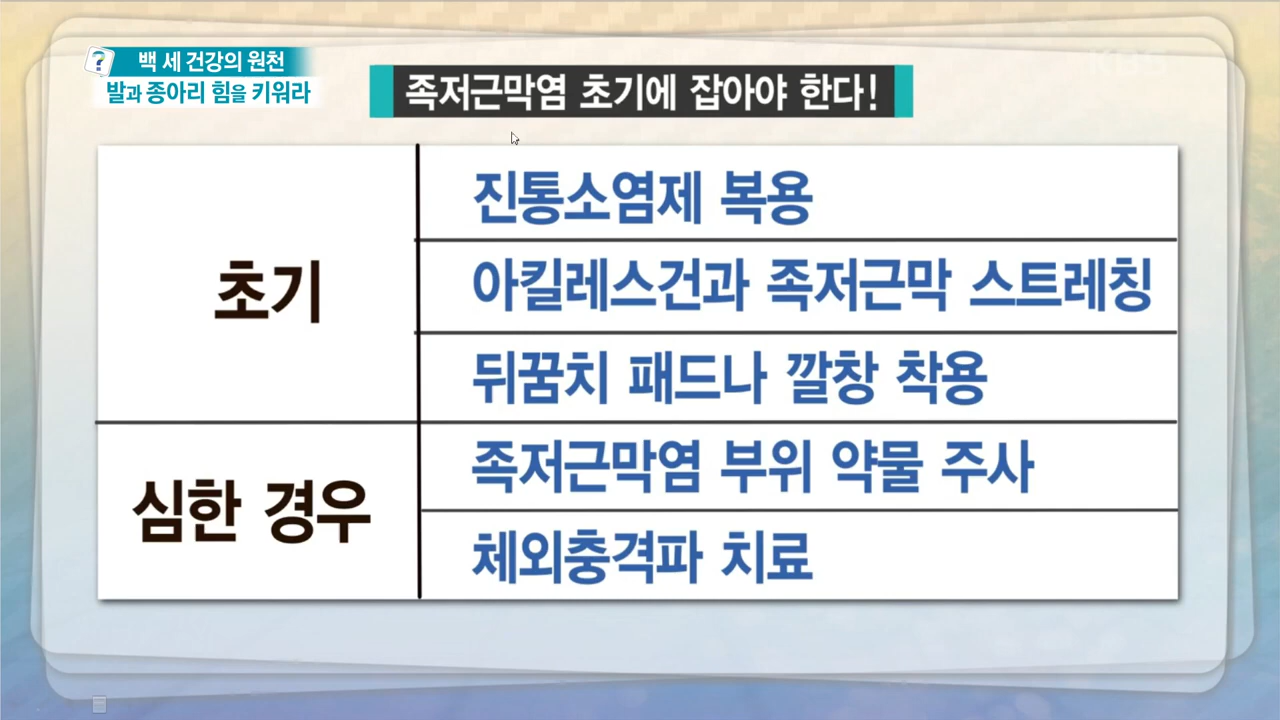 백 세 건강의 원천
발과 종아리 힘을 키워라
KBS
족저근막염 초기에 잡아야 한다!
초기
진통소염제 복용
아킬레스건과 족저근막 스트레칭
뒤꿈치 패드나 깔창 착용
심한 경우
족저근막염 부위 약물 주사
체외충격파 치료